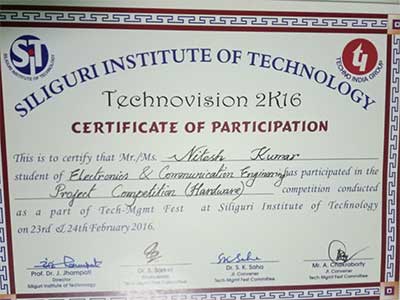 SiT
SILIGURI INSTITUTE OF TECHNOLOGY
TECHNO INDIA GROUP
SILIGURI INSTITUTE OF TECHNOLOGY
Technovision 2K16
CERTIFICATE OF PARTICIPATION
This is to certify that Mr./Ms. Nitesh Kumar
student of Electronics & Communication Engineering has participated in the
Project Competition (Hardware) competition conducted
as a part of Tech-Mgmt Fest at Siliguri Institute of Technology
on 23rd & 24th February 2016.
Prof. Dr. J. Jhampati
Director
Siliguri Institute of Technology
Dr. S.
Tech Mgmt Fest Committee
Dr. S. K. Saha
Jt. Convener
Tech Mgmt Fest Committee
Mr. A. Chakraborty
Jt. Convener
Tech Mgmt Fest Committee